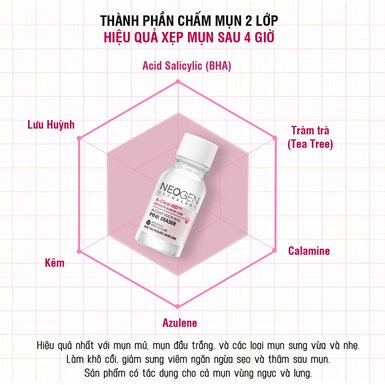 THÀNH PHẦN CHẤM MỤN 2 LỚP
HIỆU QUẢ XẸP MỤN SAU 4 GIỜ
Acid Salicylic (BHA)
Lưu Huỳnh
Tràm trà
(Tea Tree)
NEOGEN
DERMALOGY
A-Clear
PINK ERASER
Kẽm
Calamine
Azulene
Hiệu quả nhất với mụn mủ, mụn đầu trắng, và các loại mụn sưng vừa và nhẹ.
Làm khô cồi, giảm sưng viêm ngăn ngừa sẹo và thâm sau mụn.
Sản phẩm có tác dụng cho cả mụn vùng ngực và lưng.